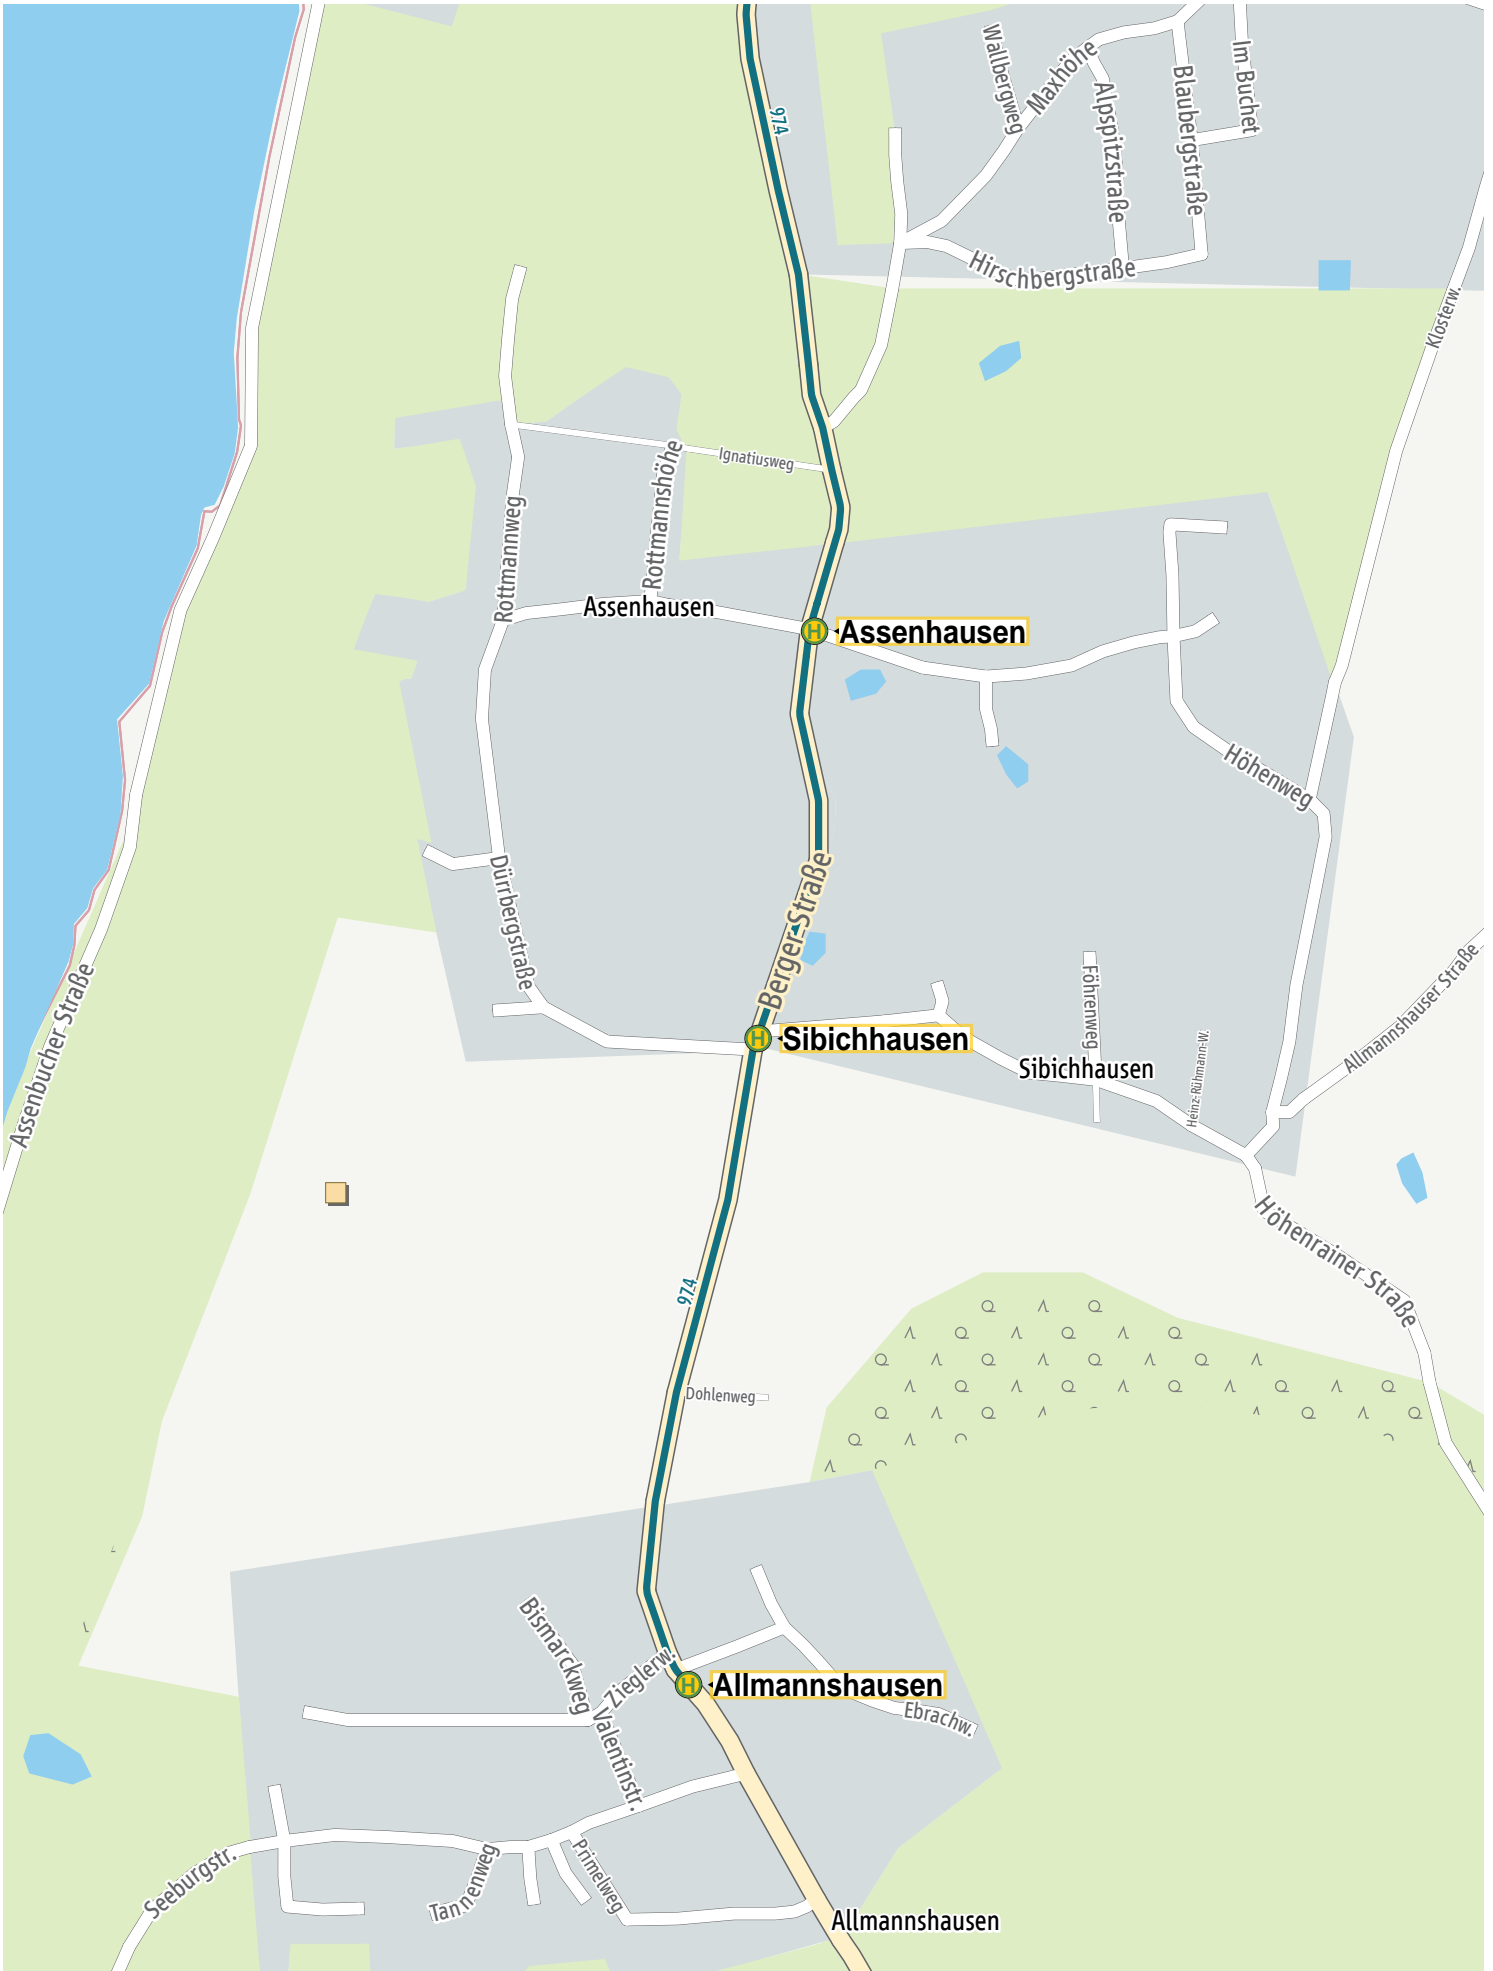 Wallbergweg
Maxhöhe
Im Buchet
Blaubergstraße
Alpspitzstraße
974
Hirschbergstraße
Klosterw.
Ignatiusweg
Rottmannshöhe
Rottmannweg
Assenhausen
H
Assenhausen
Höhenweg
Dürrbergstraße
Berger Straße
Assenbucher Straße
Föhrenweg
Allmannshauser Straße
H
Sibichhausen
Sibichhausen
Heinz-Rühmann-W.
Höhenrainer Straße
974
Dohlenweg
Bismarckweg
Zieglerw.
H
Allmannshausen
Ebrachw.
Valentinstr.
Seeburgstr.
Tannenweg
Primelweg
Allmannshausen